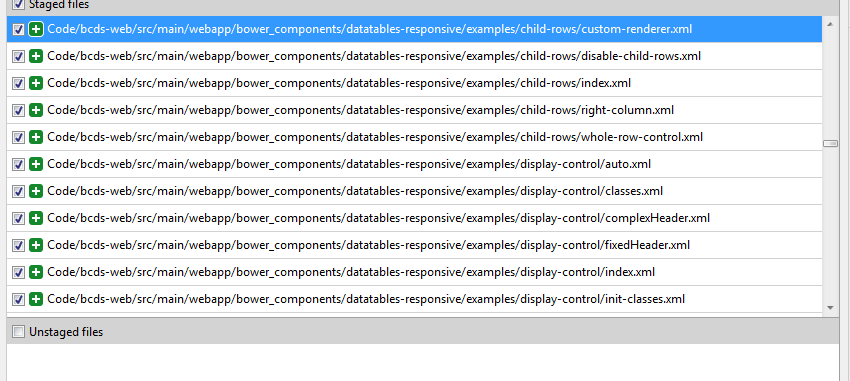 Staged files
Code/bcds-web/src/main/webapp/bower_components/datatables-responsive/examples/child-rows/custom-renderer.xml
Code/bcds-web/src/main/webapp/bower_components/datatables-responsive/examples/child-rows/disable-child-rows.xml
Code/bcds-web/src/main/webapp/bower_components/datatables-responsive/examples/child-rows/index.xml
Code/bcds-web/src/main/webapp/bower_components/datatables-responsive/examples/child-rows/right-column.xml
Code/bcds-web/src/main/webapp/bower_components/datatables-responsive/examples/child-rows/whole-row-control.xml
Code/bcds-web/src/main/webapp/bower_components/datatables-responsive/examples/display-control/auto.xml
Code/bcds-web/src/main/webapp/bower_components/datatables-responsive/examples/display-control/classes.xml
Code/bcds-web/src/main/webapp/bower_components/datatables-responsive/examples/display-control/complexHeader.xml
Code/bcds-web/src/main/webapp/bower_components/datatables-responsive/examples/display-control/fixedHeader.xml
Code/bcds-web/src/main/webapp/bower_components/datatables-responsive/examples/display-control/index.xml
Code/bcds-web/src/main/webapp/bower_components/datatables-responsive/examples/display-control/init-classes.xml
Unstaged files